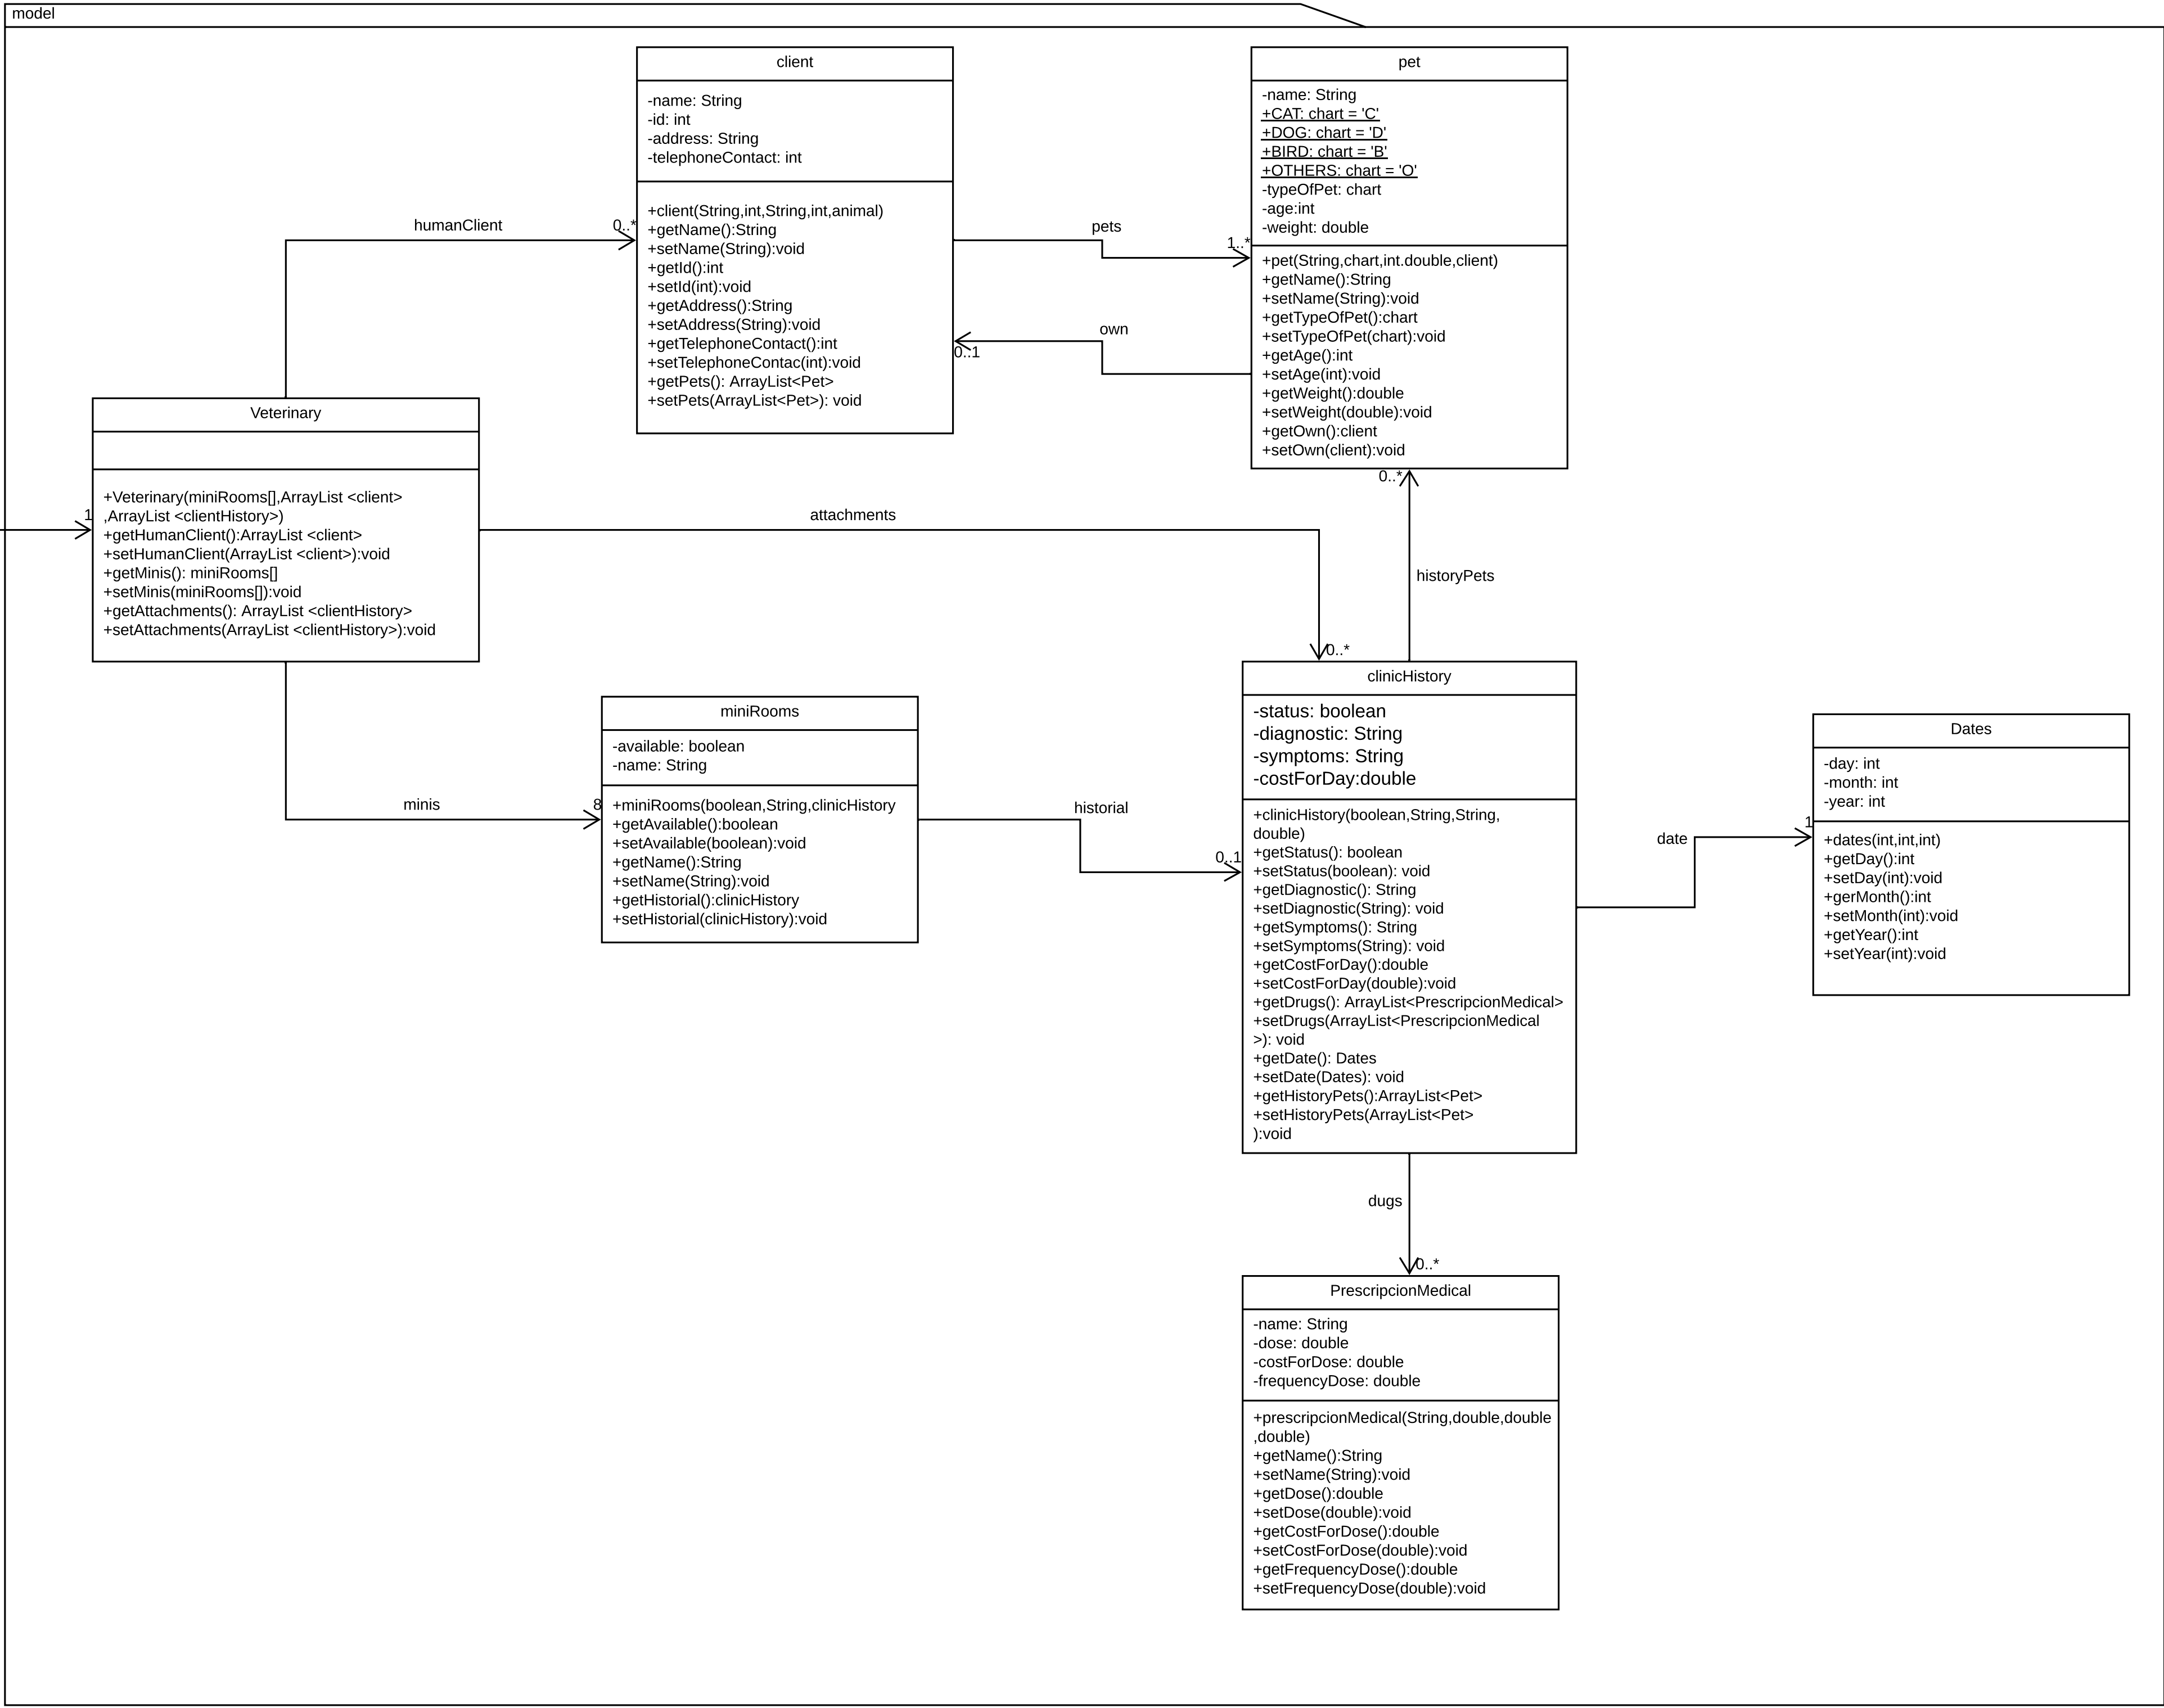 model
client
-name: String
-id: int
-address: String
-telephoneContact: int
+client(String,int,String,int,animal)
+getName():String
+setName(String):void
+getId():int
+setId(int):void
+getAddress():String
+setAddress(String):void
+getTelephoneContact():int
+setTelephoneContac(int):void
+getPets(): ArrayList<Pet>
+setPets(ArrayList<Pet>): void
pet
-name: String
+CAT: chart = 'C'
+DOG: chart = 'D'
+BIRD: chart = 'B'
+OTHERS: chart = 'O'
-typeOfPet: chart
-age:int
-weight: double
+pet(String,chart,int.double,client)
+getName():String
+setName(String):void
+getTypeOfPet():chart
+setTypeOfPet(chart):void
+getAge():int
+setAge(int):void
+getWeight():double
+setWeight(double):void
+getOwn():client
+setOwn(client):void
humanClient
0..*
pets
1..*
own
0..1
Veterinary
+Veterinary(miniRooms[],ArrayList <client>
,ArrayList <clientHistory>)
+getHumanClient():ArrayList <client>
+setHumanClient(ArrayList <client>):void
+getMinis(): miniRooms[]
+setMinis(miniRooms[]):void
+getAttachments(): ArrayList <clientHistory>
+setAttachments(ArrayList <clientHistory>):void
1
attachments
0..*
historyPets
0..*
minis
8
miniRooms
-available: boolean
-name: String
+miniRooms(boolean,String,clinicHistory
+getAvailable():boolean
+setAvailable(boolean):void
+getName():String
+setName(String):void
+getHistorial():clinicHistory
+setHistorial(clinicHistory):void
historial
0..1
clinicHistory
-status: boolean
-diagnostic: String
-symptoms: String
-costForDay:double
+clinicHistory(boolean,String,String,
double)
+getStatus(): boolean
+setStatus(boolean): void
+getDiagnostic(): String
+setDiagnostic(String): void
+getSymptoms(): String
+setSymptoms(String): void
+getCostForDay():double
+setCostForDay(double):void
+getDrugs(): ArrayList<PrescripcionMedical>
+setDrugs(ArrayList<PrescripcionMedical
>): void
+getDate(): Dates
+setDate(Dates): void
+getHistoryPets():ArrayList<Pet>
+setHistoryPets(ArrayList<Pet>
):void
date
1
Dates
-day: int
-month: int
-year: int
+dates(int,int,int)
+getDay():int
+setDay(int):void
+gerMonth():int
+setMonth(int):void
+getYear():int
+setYear(int):void
dugs
0..*
PrescripcionMedical
-name: String
-dose: double
-costForDose: double
-frequencyDose: double
+prescripcionMedical(String,double,double
,double)
+getName():String
+setName(String):void
+getDose():double
+setDose(double):void
+getCostForDose():double
+setCostForDose(double):void
+getFrequencyDose():double
+setFrequencyDose(double):void